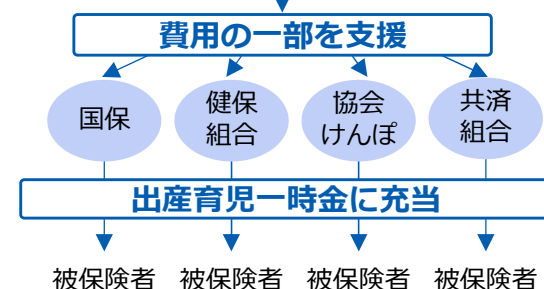 費用の一部を支援
国保
健保
組合
協会
けんぽ
共済
組合
出産育児一時金に充当
被保険者 被保険者 被保険者 被保険者